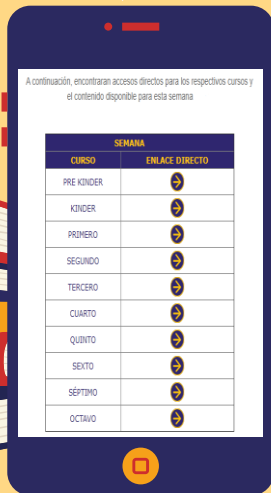 A continuación, encontraran accesos directos para los respectivos cursos y
el contenido disponible para esta semana
SEMANA
CURSO ENLACE DIRECTO
PRE KINDER
KINDER
PRIMERO
SEGUNDO
TERCERO
CUARTO
QUINTO
SEXTO
SÉPTIMO
OCTAVO